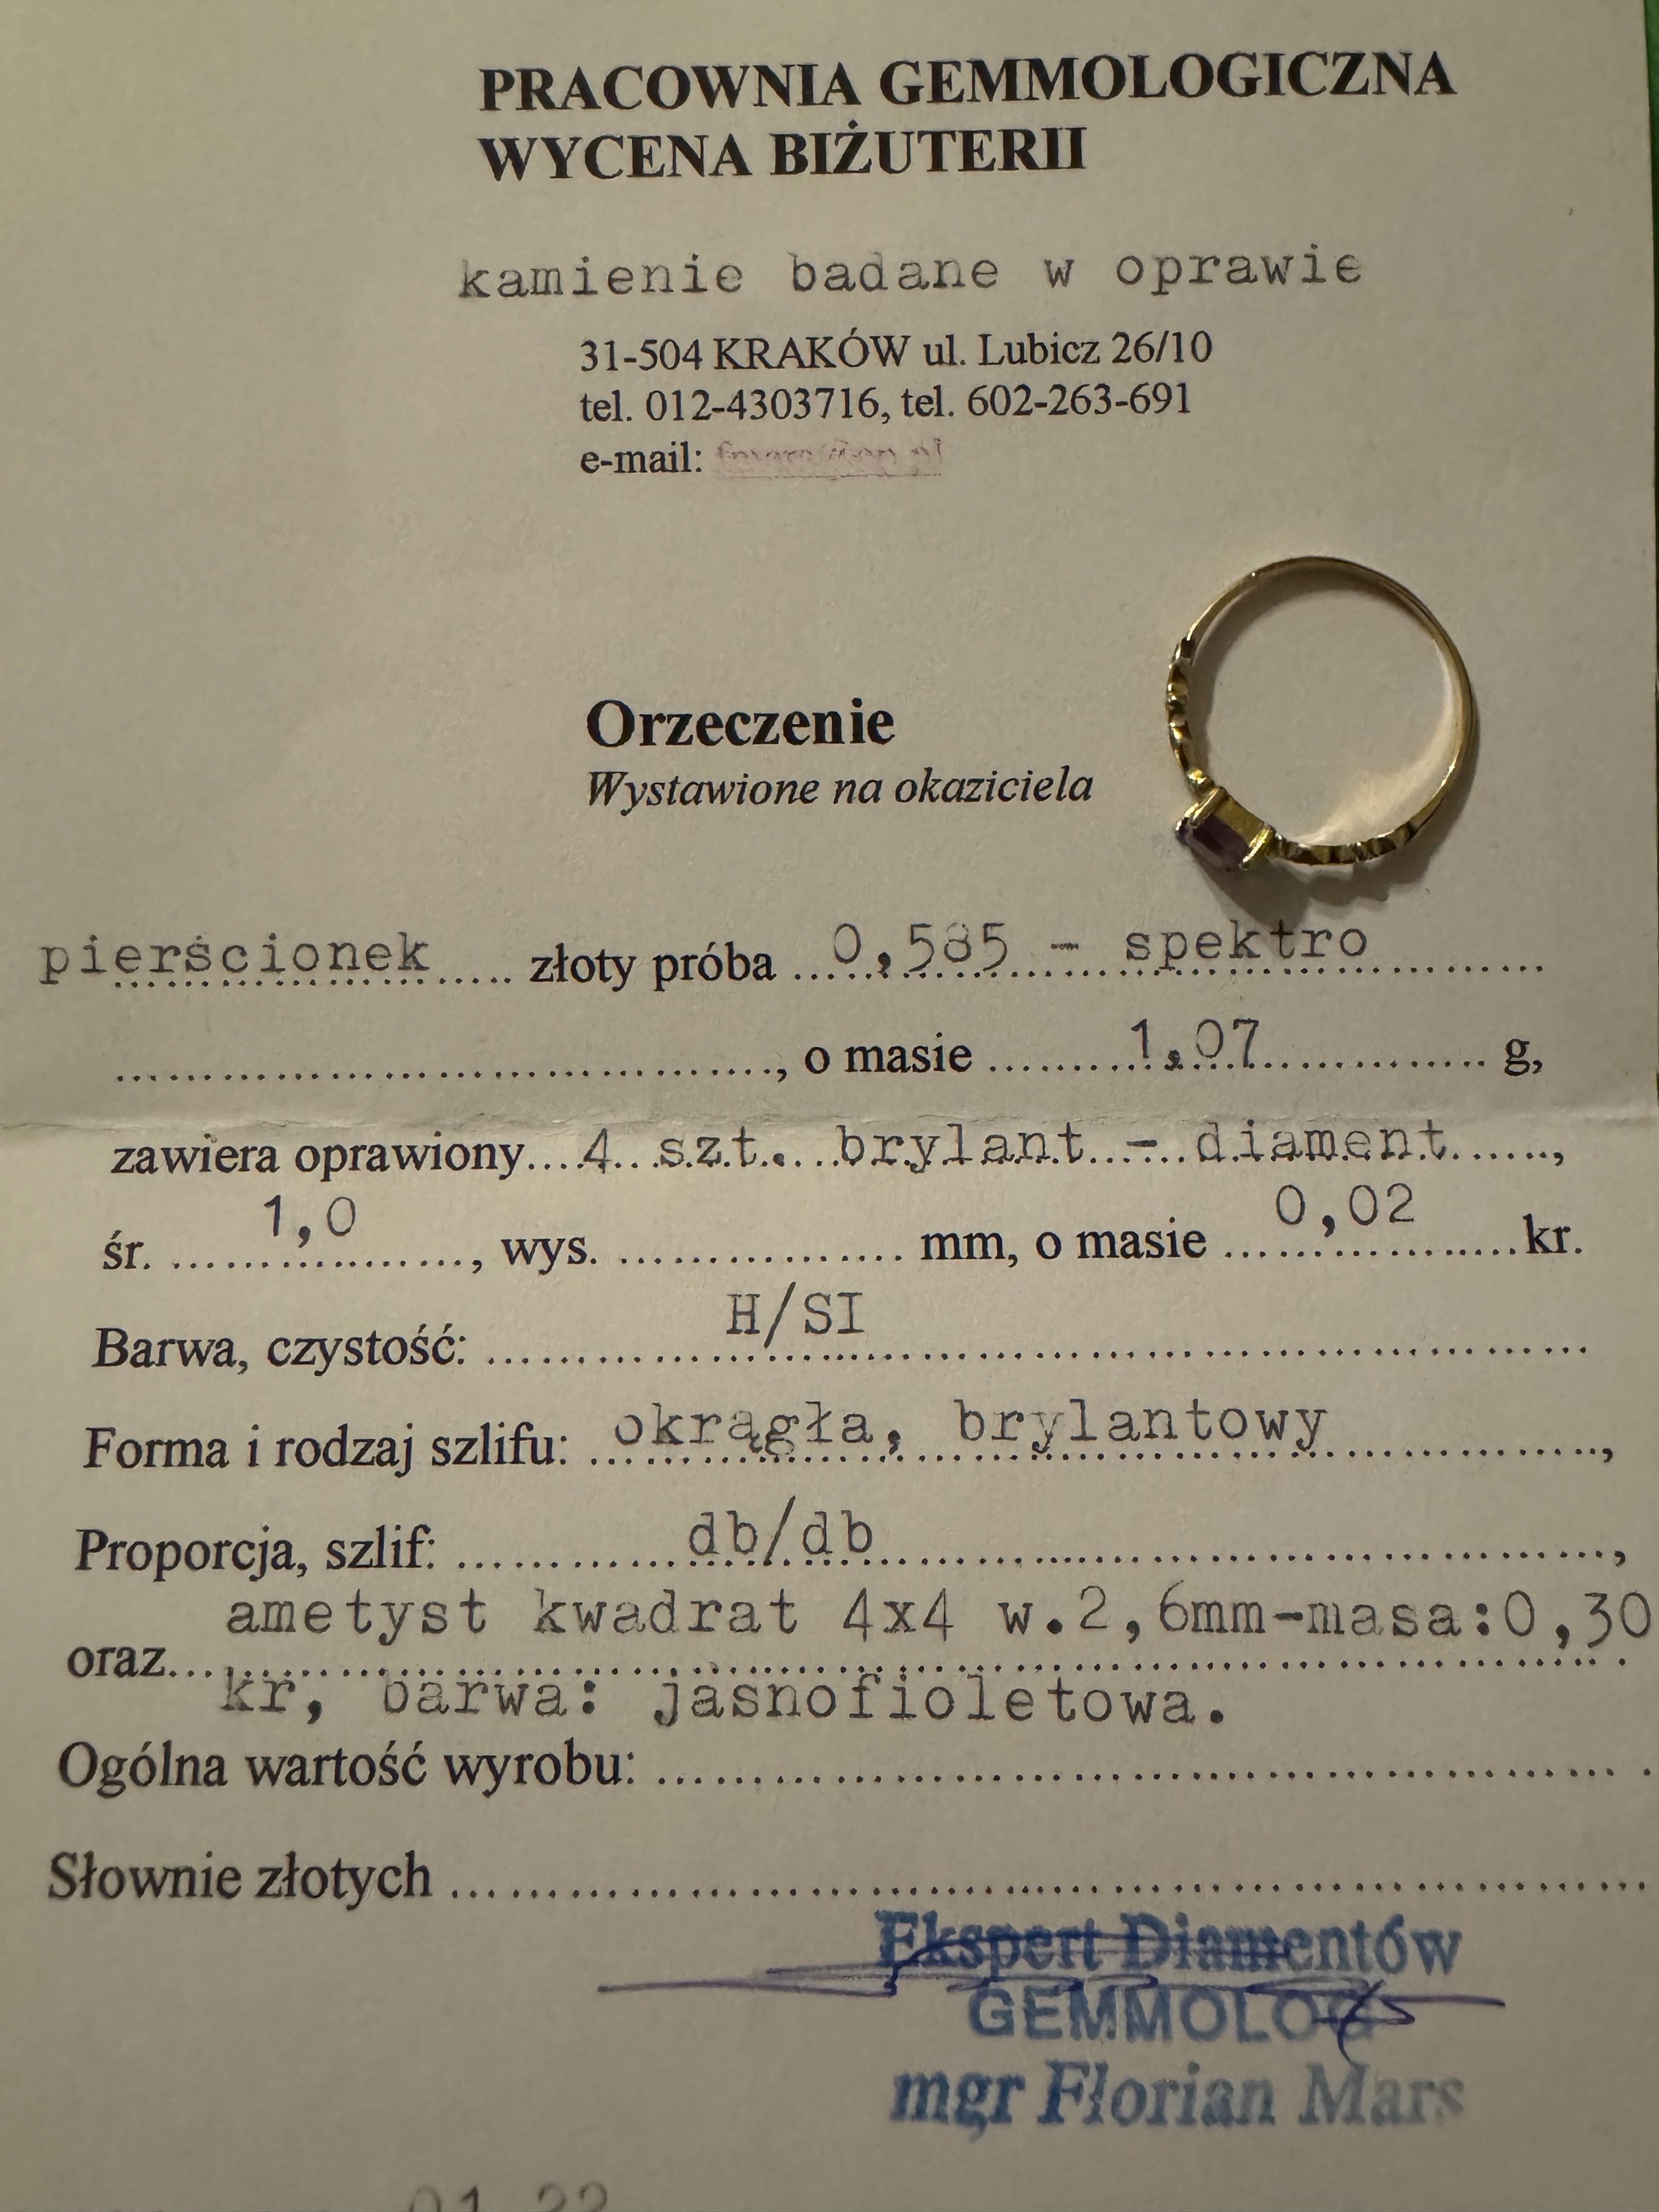 PRACOWNIA GEMMOLOGICZNA
WYCENA BIŻUTERII
kamienie badane w oprawie
31-504 KRAKÓW ul. Lubicz 26/10
tel. 012-4303716, tel. 602-263-691
e-mail:
Orzeczenie
Wystawione na okaziciela
pierścionek ..... złoty próba ... 0,585 - spektro ..........
.................................., o masie ........ 1,07 ............ g,
zawiera oprawiony.... 4 szt. brylant - diament ......,
śr. ... 1,0 ..., wys. ................. mm, o masie ... 0,02 ... kr.
Barwa, czystość: ............ H/SI ............
Forma i rodzaj szlifu: ... okrągła, brylantowy ............,
Proporcja, szlif: ............ db/db ............,
ametyst kwadrat 4x4 w.2,6mm-masa:0,30
oraz..................................................
kr, barwa: jasnofioletowa.
Ogólna wartość wyrobu: ..................................................
Słownie złotych ..................................................
Ekspert Diamentów
GEMMOLOG
mgr Florian Mars